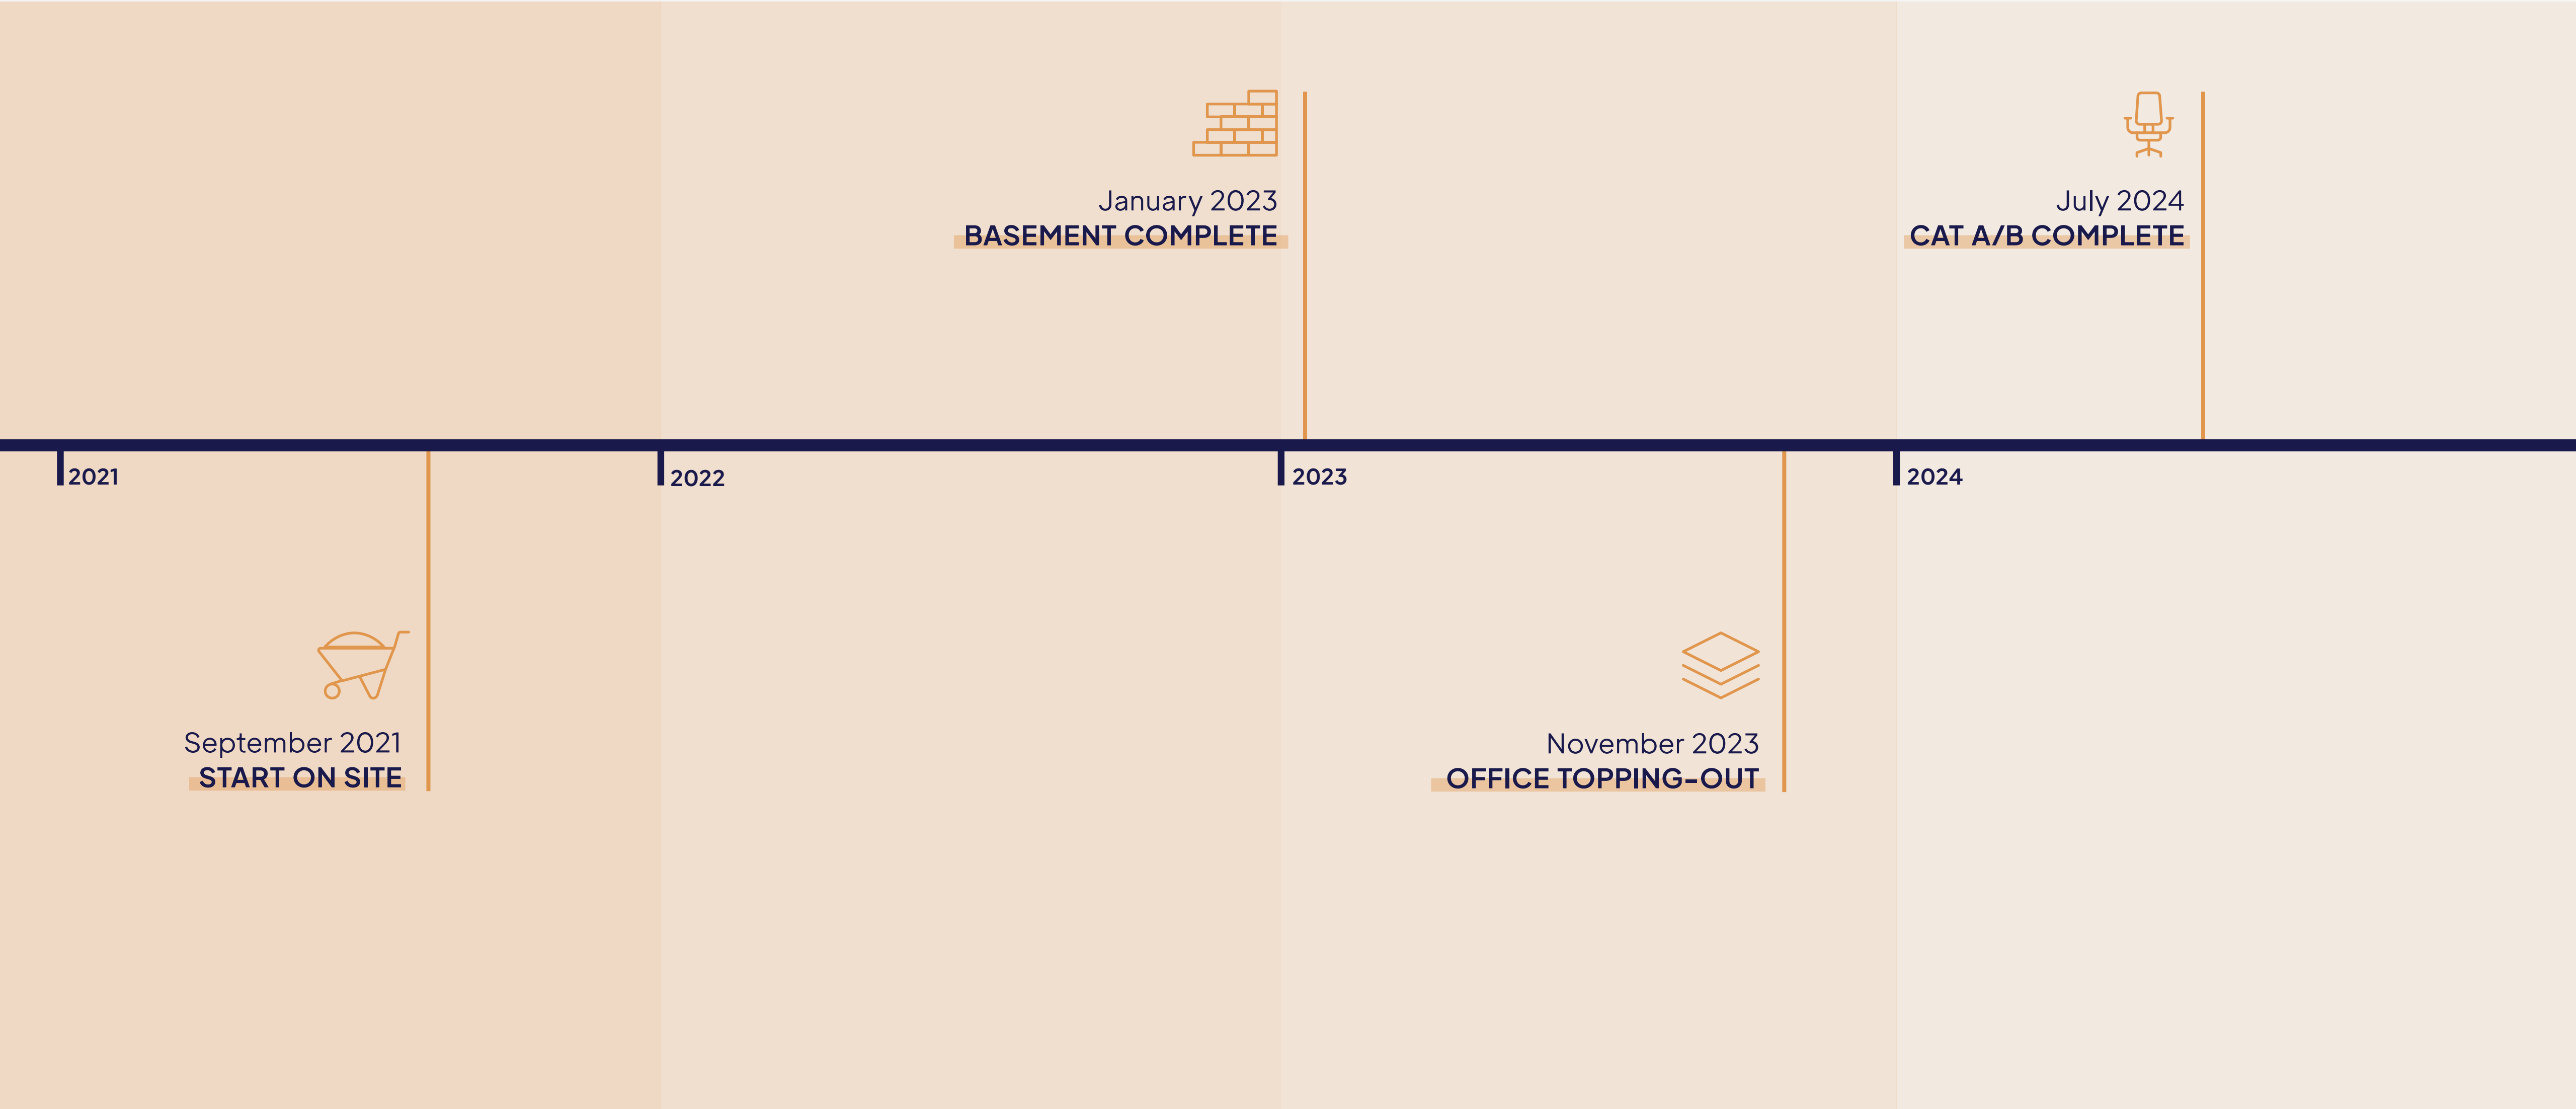 January 2023
BASEMENT COMPLETE
July 2024
CAT A/B COMPLETE
2021
2022
2023
2024
September 2021
START ON SITE
November 2023
OFFICE TOPPING-OUT